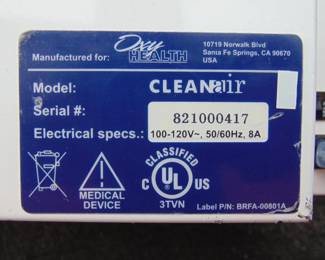 Oxy
HEALTH
Manufactured for:
10719 Norwalk Blvd
Santa Fe Springs, CA 90670
USA
Model: CLEANair
Serial #: 821000417
Electrical specs.: 100-120V~, 50/60Hz, 8A
MEDICAL
DEVICE
CLASSIFIED
C UL US
3TVN
Label P/N: BRFA-00801A